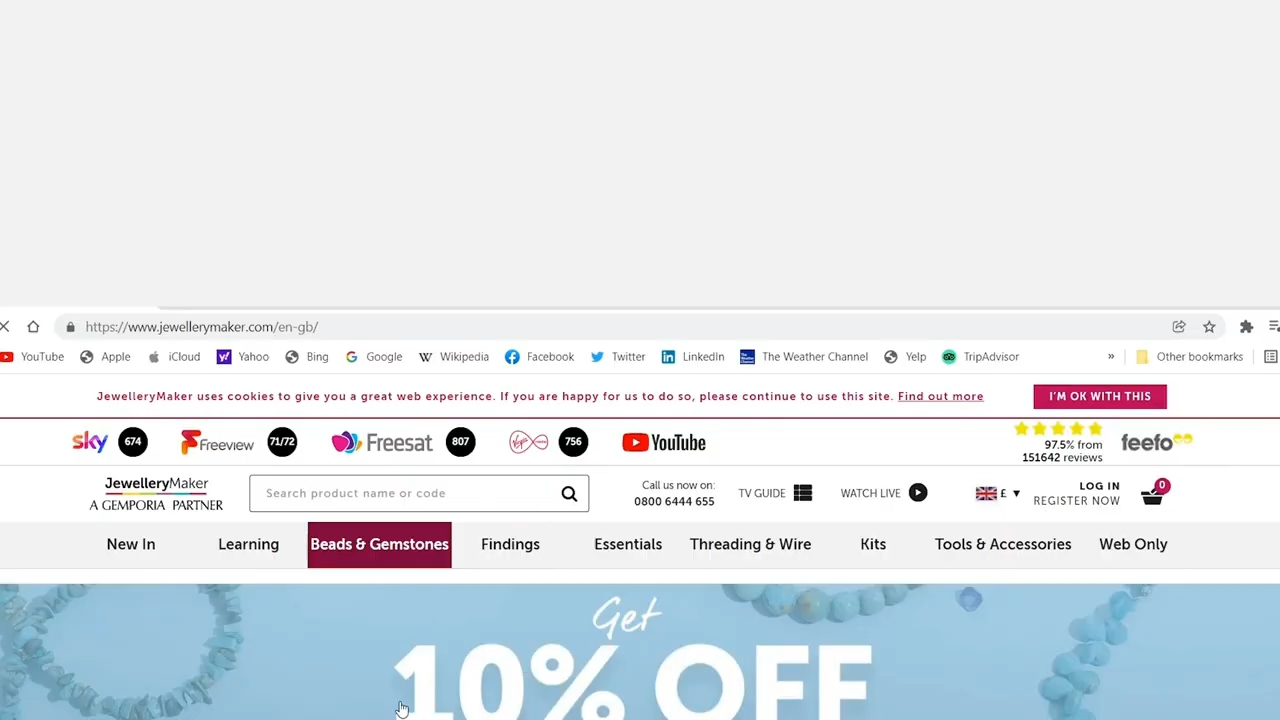 https://www.jewellerymaker.com/en-gb/
YouTube Apple iCloud Yahoo Bing Google Wikipedia Facebook Twitter LinkedIn The Weather Channel Yelp TripAdvisor » Other bookmarks
JewelleryMaker uses cookies to give you a great web experience. If you are happy for us to do so, please continue to use this site. Find out more I'M OK WITH THIS
sky 674 Freeview 71/72 Freesat 807 Virgin 756 YouTube
97.5% from
151642 reviews
feefo
JewelleryMaker
A GEMPORIA PARTNER
Search product name or code
Call us now on:
0800 6444 655
TV GUIDE WATCH LIVE £ ▼
LOG IN
REGISTER NOW
0
New In Learning Beads & Gemstones Findings Essentials Threading & Wire Kits Tools & Accessories Web Only
Get
10% OFF